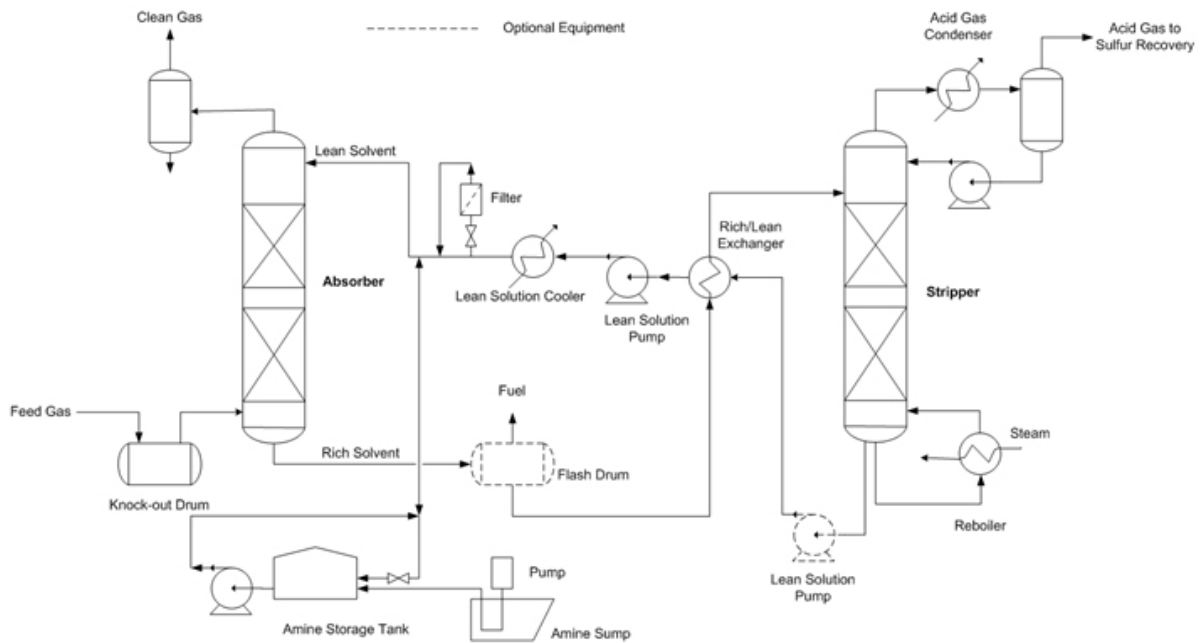 Clean Gas
Optional Equipment
Acid Gas
Condenser
Acid Gas to
Sulfur Recovery
Lean Solvent
Filter
Rich/Lean
Exchanger
Absorber
Lean Solution Cooler
Stripper
Lean Solution
Pump
Feed Gas
Fuel
Rich Solvent
Flash Drum
Steam
Knock-out Drum
Reboiler
Lean Solution
Pump
Pump
Amine Storage Tank
Amine Sump